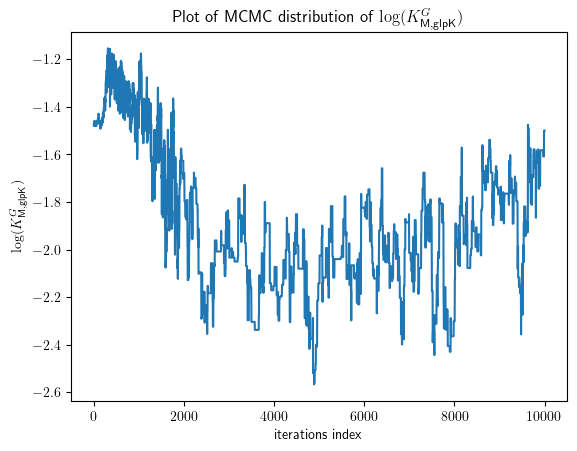 Plot of MCMC distribution of log(K^G_M,glpK)
−1.2
−1.4
−1.6
−1.8
−2.0
−2.2
−2.4
−2.6
log(K^G_M,glpK)
0 2000 4000 6000 8000 10000
iterations index